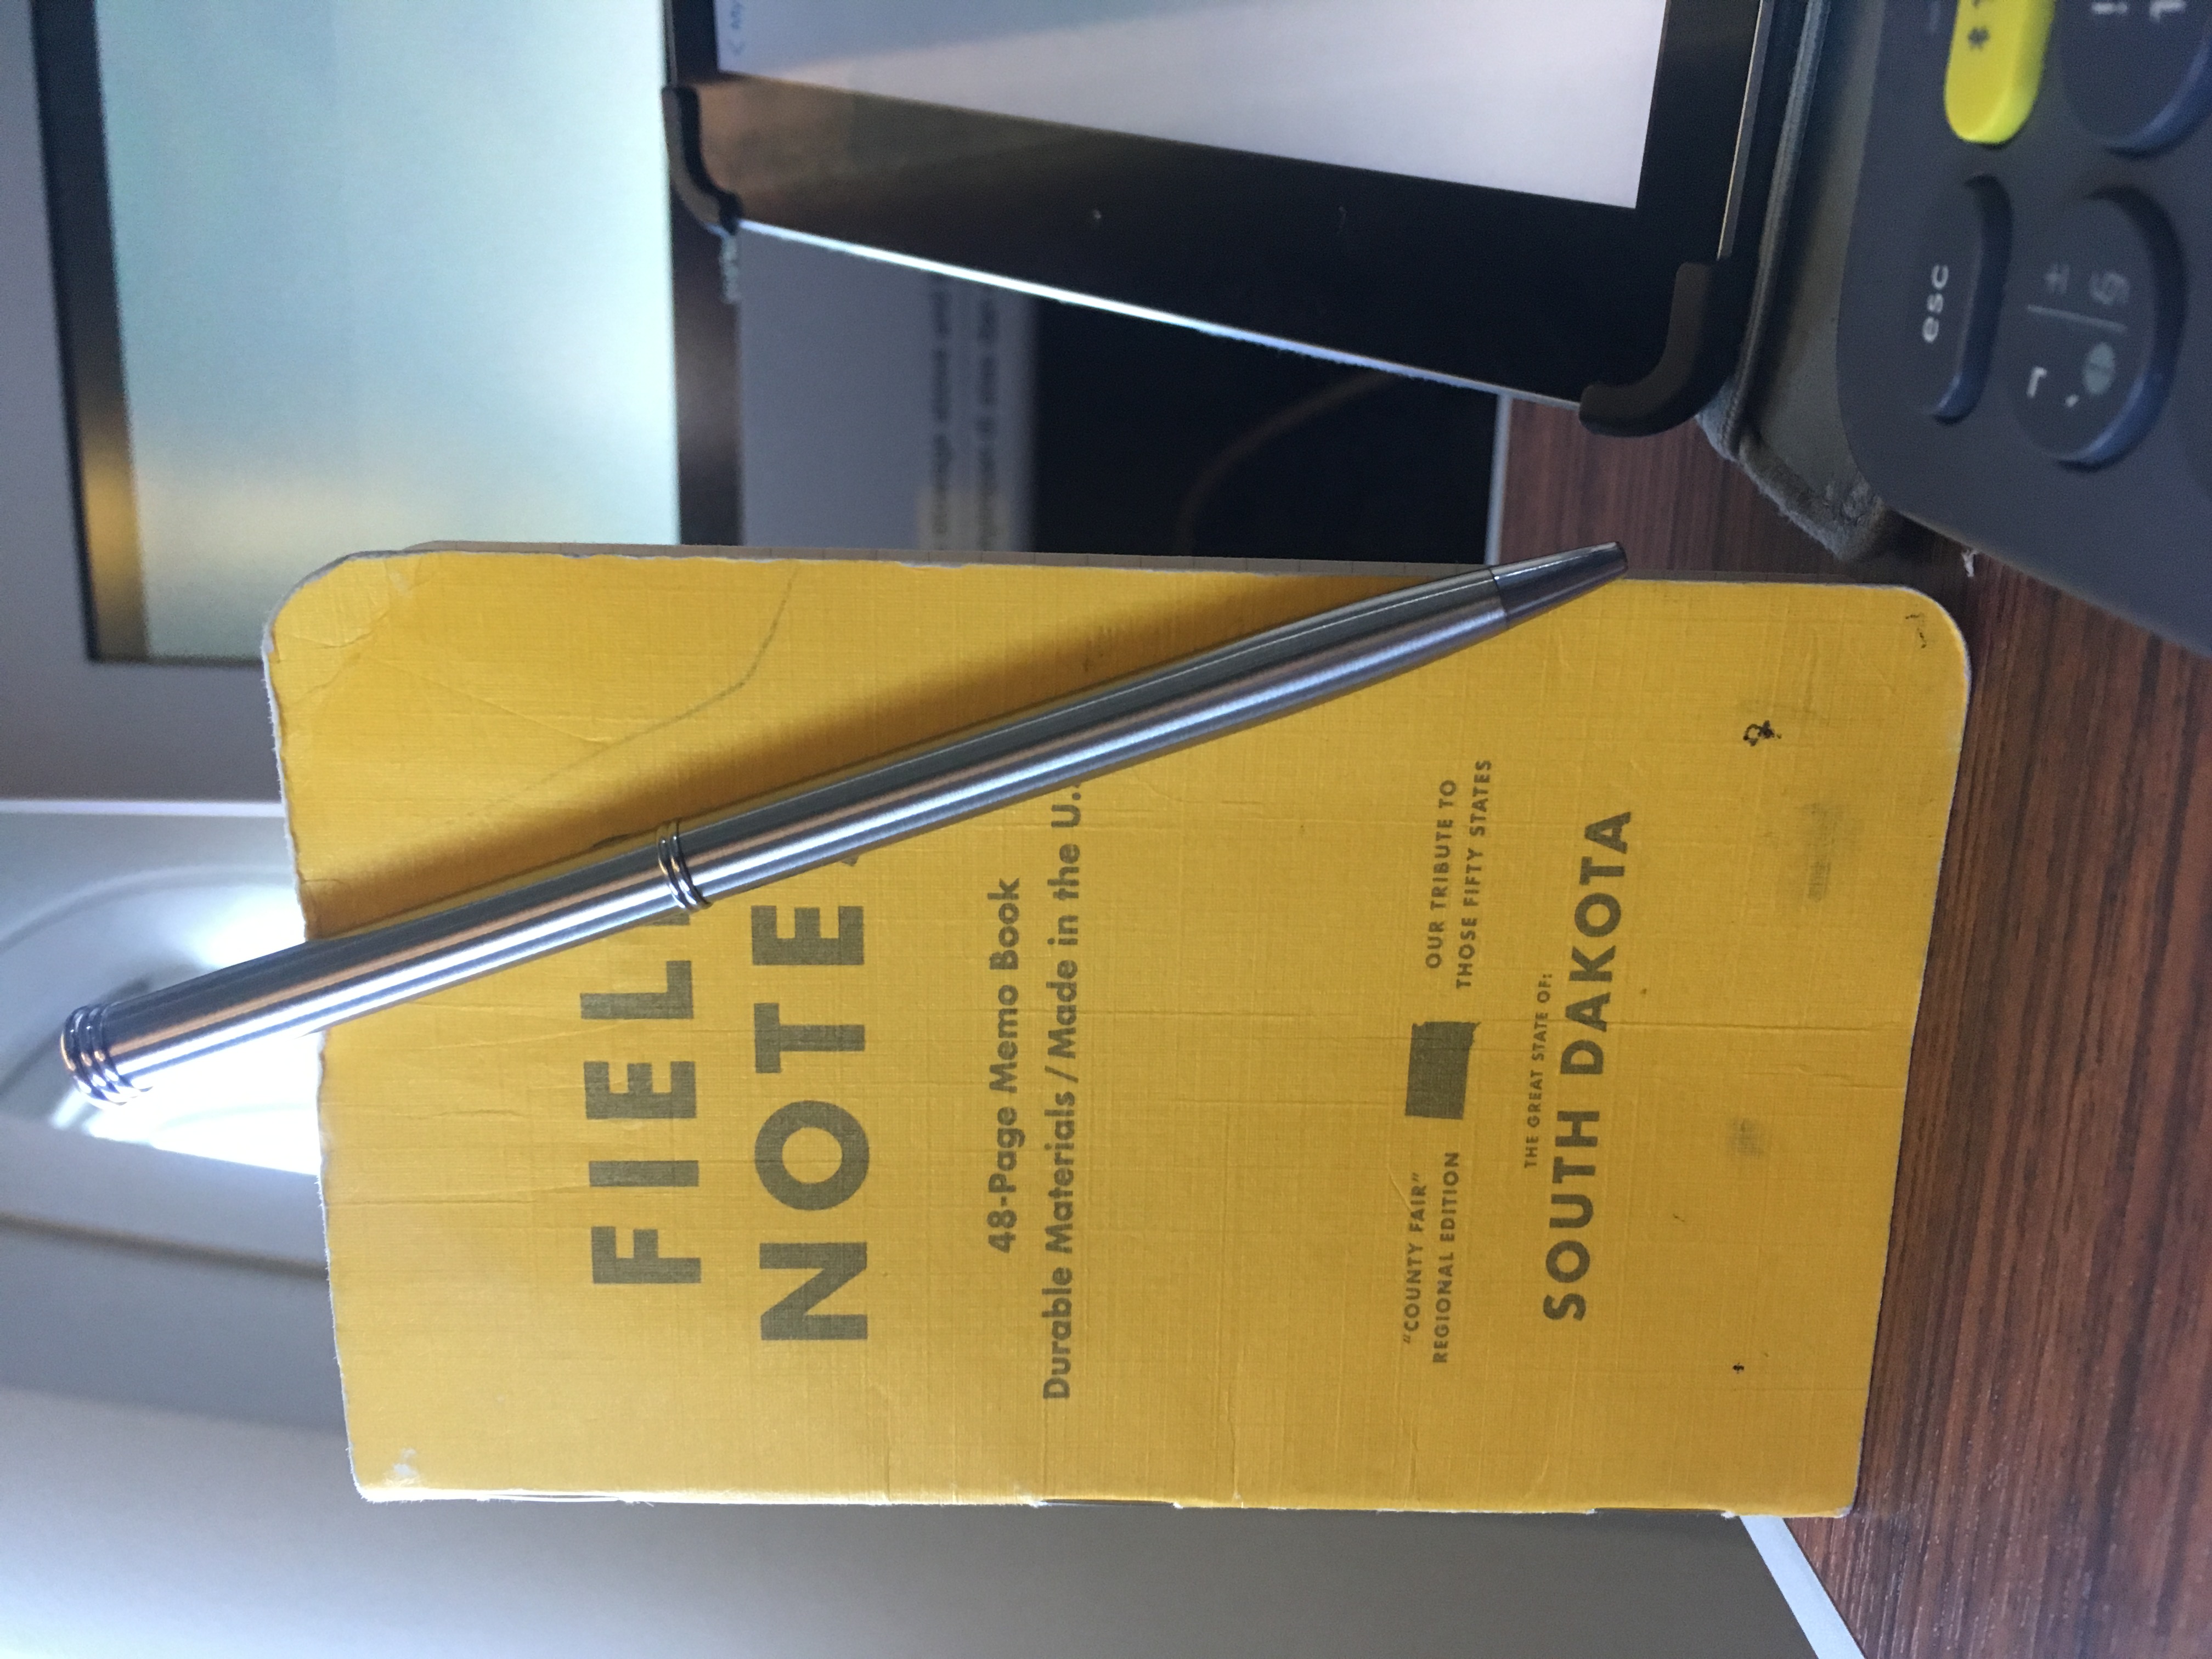 FIEL
NOTE
48-Page Memo Book
Durable Materials / Made in the U.
"COUNTY FAIR"
REGIONAL EDITION
OUR TRIBUTE TO
THOSE FIFTY STATES
THE GREAT STATE OF:
SOUTH DAKOTA
esc
± §
< My